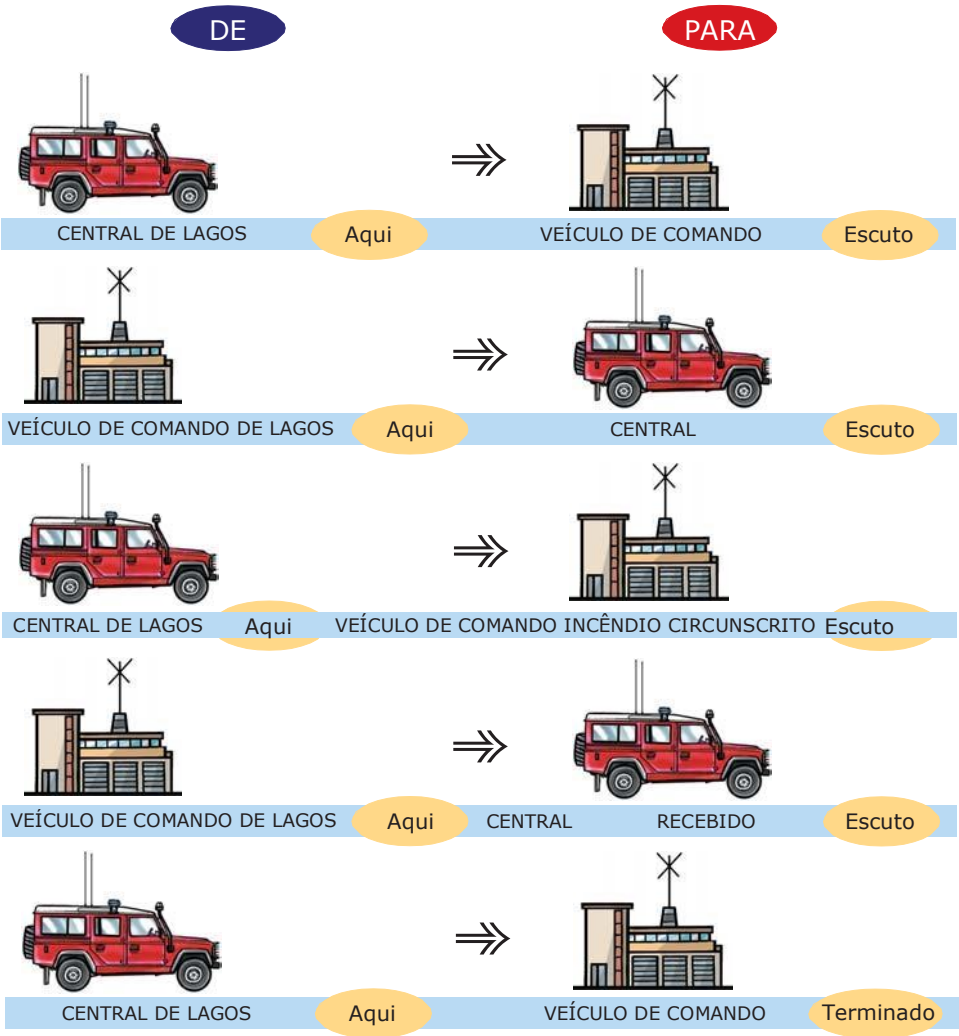 DE PARA
CENTRAL DE LAGOS Aqui VEÍCULO DE COMANDO Escuto
VEÍCULO DE COMANDO DE LAGOS Aqui CENTRAL Escuto
CENTRAL DE LAGOS Aqui VEÍCULO DE COMANDO INCÊNDIO CIRCUNSCRITO Escuto
VEÍCULO DE COMANDO DE LAGOS Aqui CENTRAL RECEBIDO Escuto
CENTRAL DE LAGOS Aqui VEÍCULO DE COMANDO Terminado